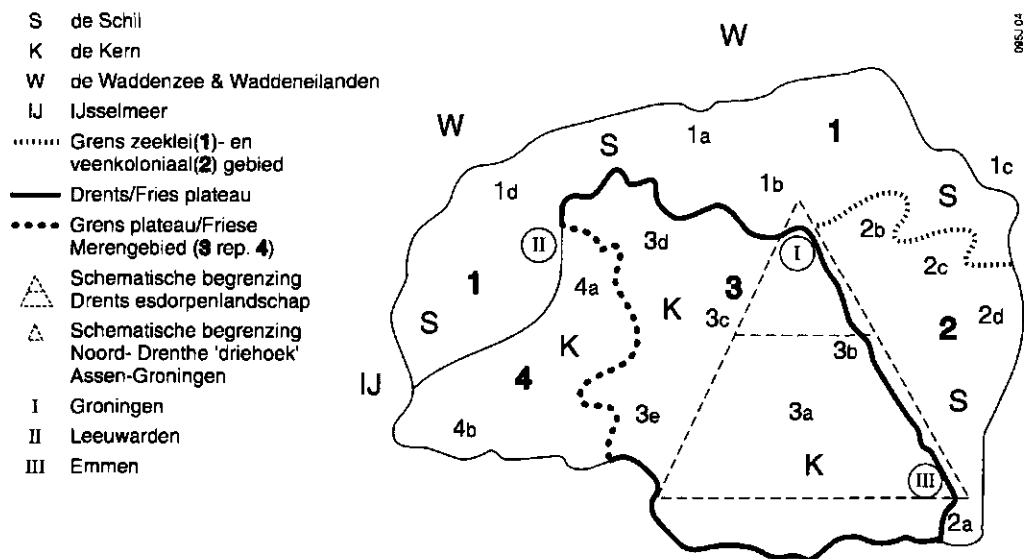 S de Schil
K de Kern
W de Waddenzee & Waddeneilanden
IJ IJsselmeer
Grens zeeklei(1)- en
veenkoloniaal(2) gebied
Drents/Fries plateau
Grens plateau/Friese
Merengebied (3 rep. 4)
Schematische begrenzing
Drents esdorpenlandschap
Schematische begrenzing
Noord- Drenthe 'driehoek'
Assen-Groningen
I Groningen
II Leeuwarden
III Emmen
095J 04
W
W
1a
1
S
1c
1d
1b
S
2b
II
3d
I
2c
4a
3
1
K
3c
2d
S
2
K
3b
IJ
4
3a
S
4b
3e
K
III
2a